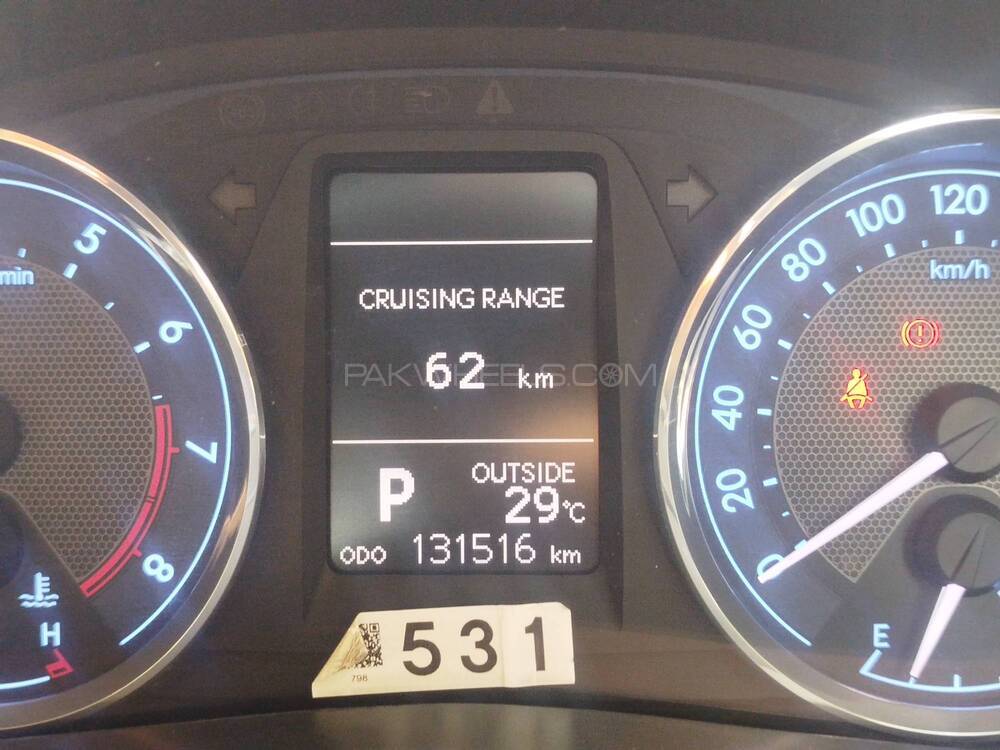 CRUISING RANGE
62 km
PAKWHEELS.COM
P
OUTSIDE
29°C
ODO 131516 km
531
798
min
5
6
7
8
H
0
20
40
60
80
100
120
km/h
E